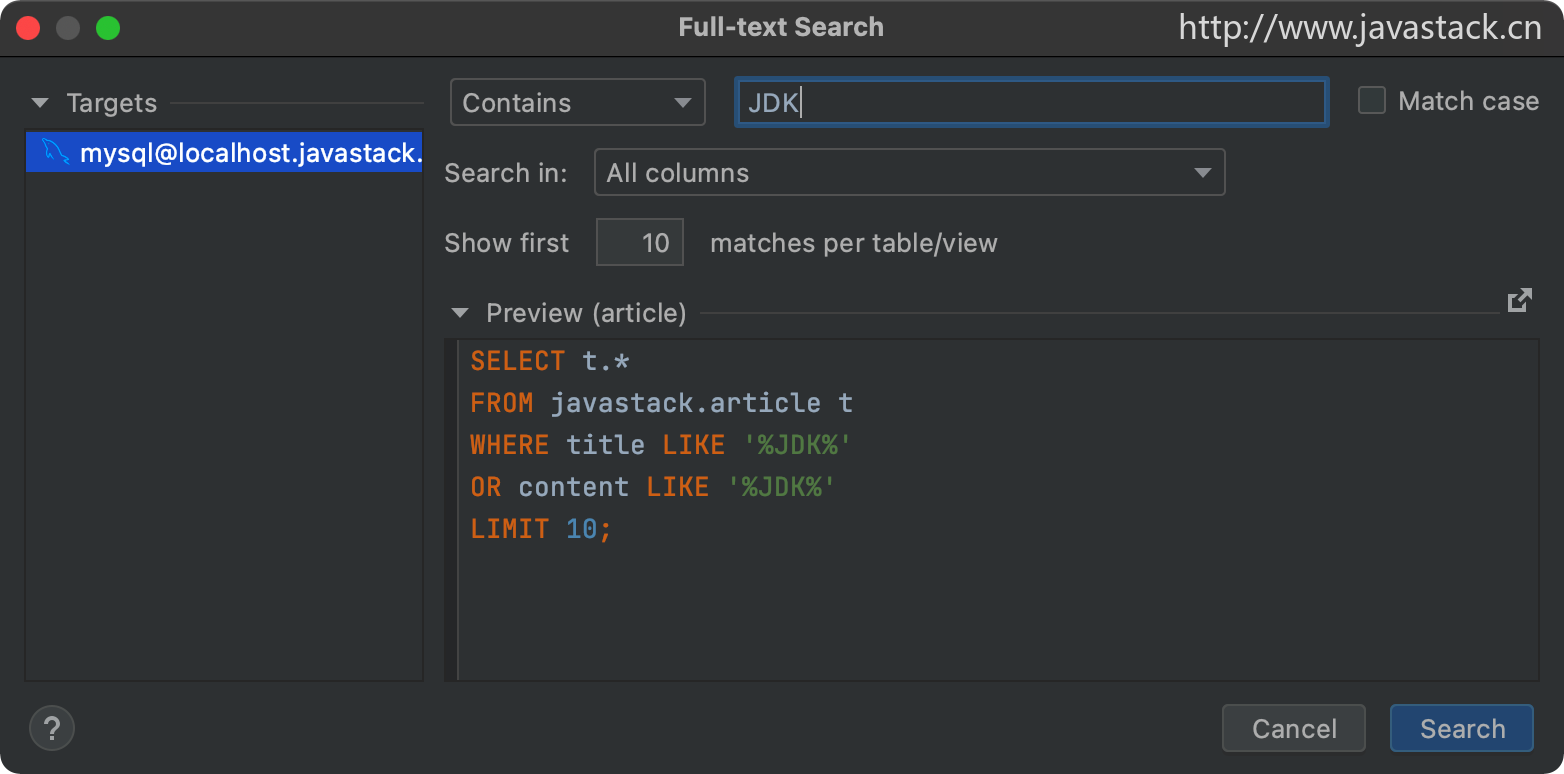 Full-text Search
http://www.javastack.cn
Targets
mysql@localhost.javastack.
Contains
JDK
Match case
Search in:
All columns
Show first 10 matches per table/view
Preview (article)
SELECT t.*
FROM javastack.article t
WHERE title LIKE '%JDK%'
OR content LIKE '%JDK%'
LIMIT 10;
?
Cancel
Search